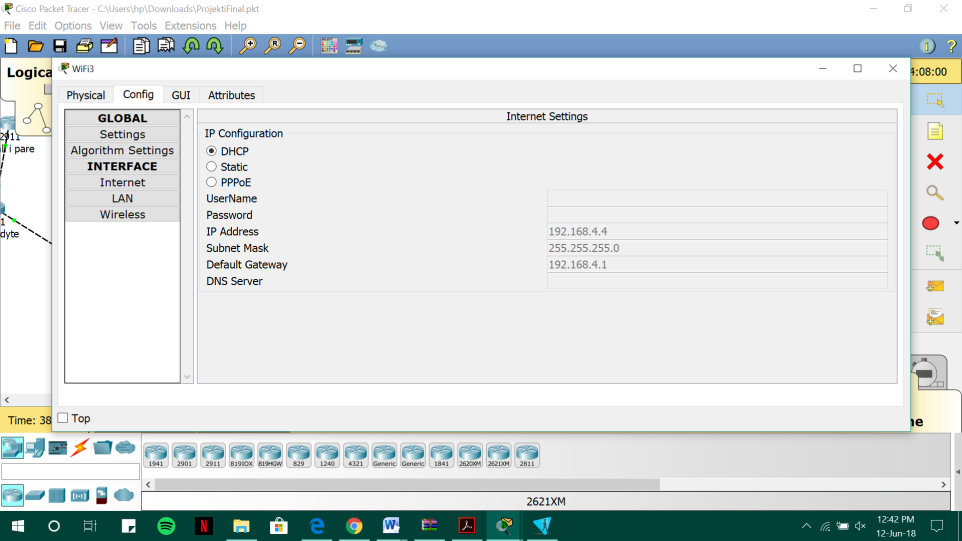 Cisco Packet Tracer - C:\Users\hp\Downloads\ProjektiFinal.pkt
File Edit Options View Tools Extensions Help
Logica
4:08:00
WiFi3
Physical Config GUI Attributes
GLOBAL
Settings
Algorithm Settings
INTERFACE
Internet
LAN
Wireless
Internet Settings
IP Configuration
DHCP
Static
PPPoE
UserName
Password
IP Address 192.168.4.4
Subnet Mask 255.255.255.0
Default Gateway 192.168.4.1
DNS Server
2911
i pare
1
dyte
Top
Time: 38
ne
1941 2901 2911 819IOX 819HGW 829 1240 4321 Generic Generic 1841 2620XM 2621XM 2811
2621XM
12:42 PM
12-Jun-18